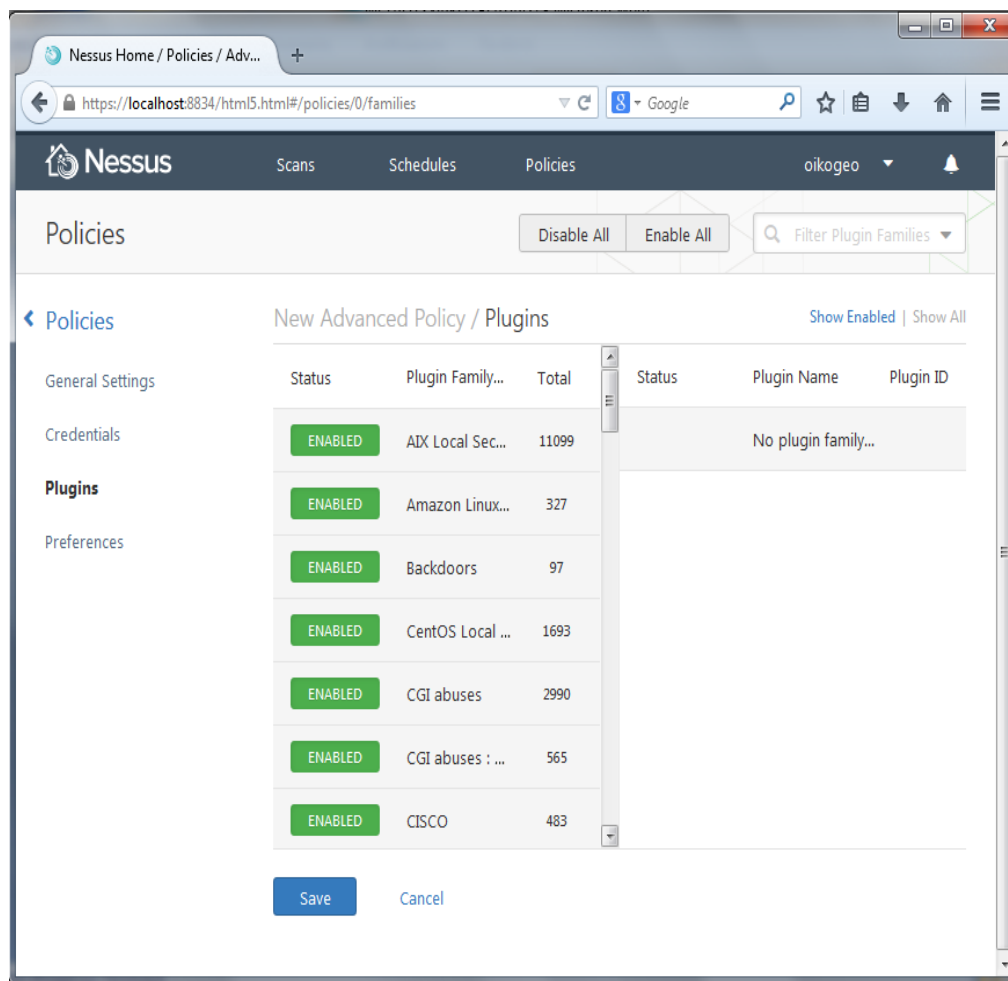 Nessus Home / Policies / Adv...
https://localhost:8834/html5.html#/policies/0/families
8 Google
Nessus Scans Schedules Policies oikogeo
Policies Disable All Enable All Filter Plugin Families
Policies
General Settings
Credentials
Plugins
Preferences
New Advanced Policy / Plugins Show Enabled | Show All
Status Plugin Family... Total Status Plugin Name Plugin ID
ENABLED AIX Local Sec... 11099 No plugin family...
ENABLED Amazon Linux... 327
ENABLED Backdoors 97
ENABLED CentOS Local ... 1693
ENABLED CGI abuses 2990
ENABLED CGI abuses : ... 565
ENABLED CISCO 483
Save Cancel